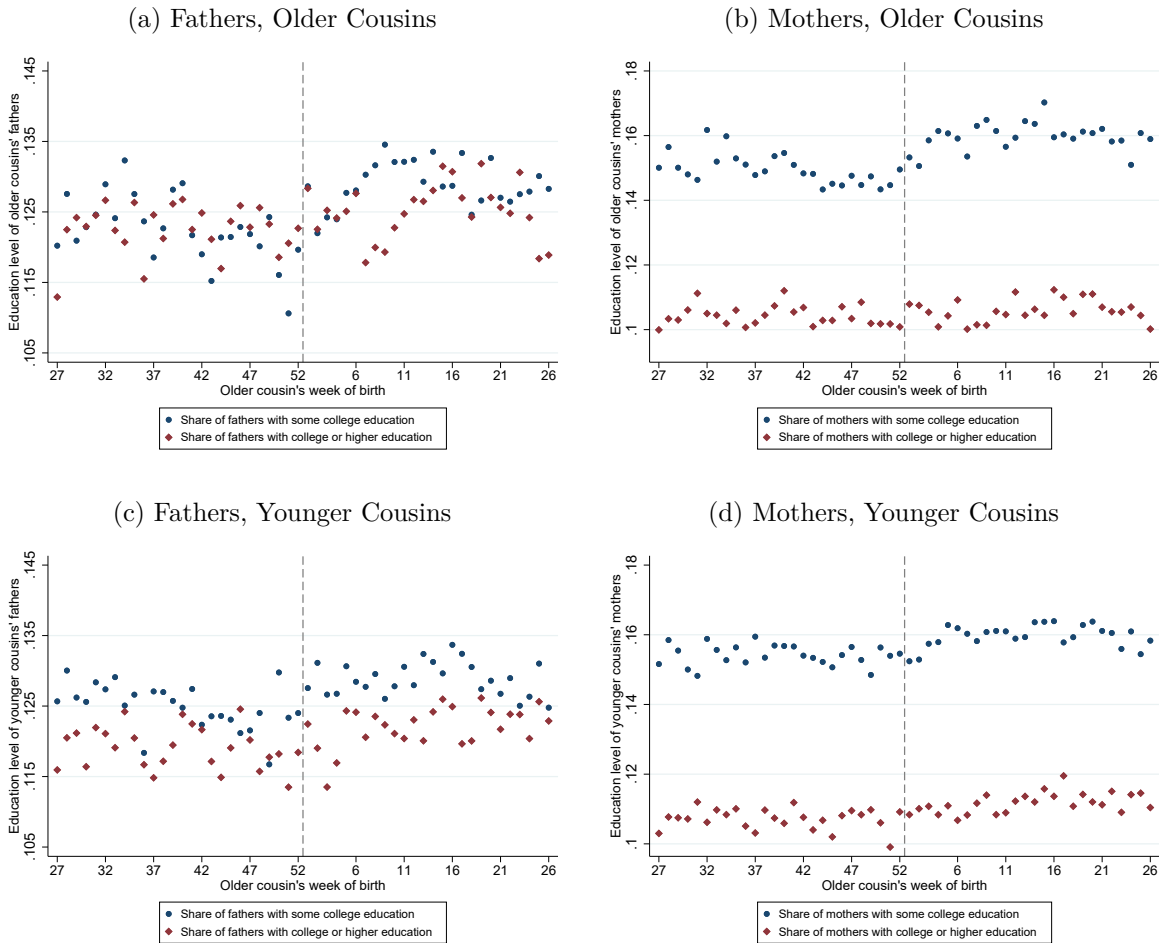 (a) Fathers, Older Cousins
Education level of older cousins' fathers
.145
.135
.125
.115
.105
27 32 37 42 47 52 6 11 16 21 26
Older cousin's week of birth
Share of fathers with some college education
Share of fathers with college or higher education
(b) Mothers, Older Cousins
Education level of older cousins' mothers
.18
.16
.14
.12
.1
27 32 37 42 47 52 6 11 16 21 26
Older cousin's week of birth
Share of mothers with some college education
Share of mothers with college or higher education
(c) Fathers, Younger Cousins
Education level of younger cousins' fathers
.145
.135
.125
.115
.105
27 32 37 42 47 52 6 11 16 21 26
Older cousin's week of birth
Share of fathers with some college education
Share of fathers with college or higher education
(d) Mothers, Younger Cousins
Education level of younger cousins' mothers
.18
.16
.14
.12
.1
27 32 37 42 47 52 6 11 16 21 26
Older cousin's week of birth
Share of mothers with some college education
Share of mothers with college or higher education